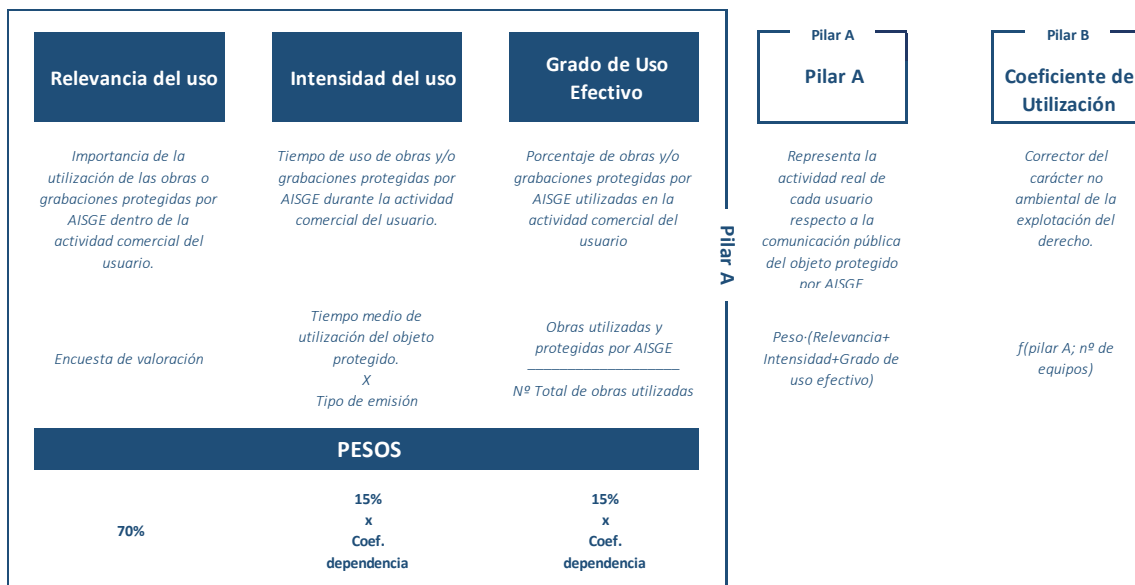 Relevancia del uso
Intensidad del uso
Grado de Uso
Efectivo
Pilar A
Pilar A
Pilar B
Coeficiente de
Utilización
Importancia de la
utilización de las obras o
grabaciones protegidas por
AISGE dentro de la
actividad comercial del
usuario.
Tiempo de uso de obras y/o
grabaciones protegidas por
AISGE durante la actividad
comercial del usuario.
Porcentaje de obras y/o
grabaciones protegidas por
AISGE utilizadas en la
actividad comercial del
usuario
Pilar A
Representa la
actividad real de
cada usuario
respecto a la
comunicación pública
del objeto protegido
por AISGE
Corrector del
carácter no
ambiental de la
explotación del
derecho.
Encuesta de valoración
Tiempo medio de
utilización del objeto
protegido.
X
Tipo de emisión
Obras utilizadas y
protegidas por AISGE
Nº Total de obras utilizadas
Peso·(Relevancia+
Intensidad+Grado de
uso efectivo)
f(pilar A; nº de
equipos)
PESOS
70%
15%
x
Coef.
dependencia
15%
x
Coef.
dependencia